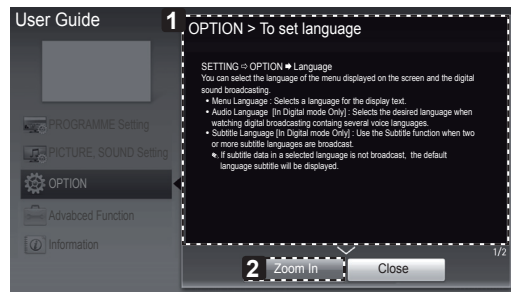 User Guide
1
OPTION > To set language
SETTING ⇨ OPTION ➡ Language
You can select the language of the menu displayed on the screen and the digital
sound broadcasting.
• Menu Language : Selects a language for the display text.
• Audio Language [In Digital mode Only] : Selects the desired language when
watching digital broadcasting containg several voice languages.
• Subtitle Language [In Digital mode Only] : Use the Subtitle function when two
or more subtitle languages are broadcast.
If subtitle data in a selected language is not broadcast, the default
language subtitle will be displayed.
PROGRAMME Setting
PICTURE, SOUND Setting
OPTION
Advabced Function
Information
1/2
2
Zoom In
Close